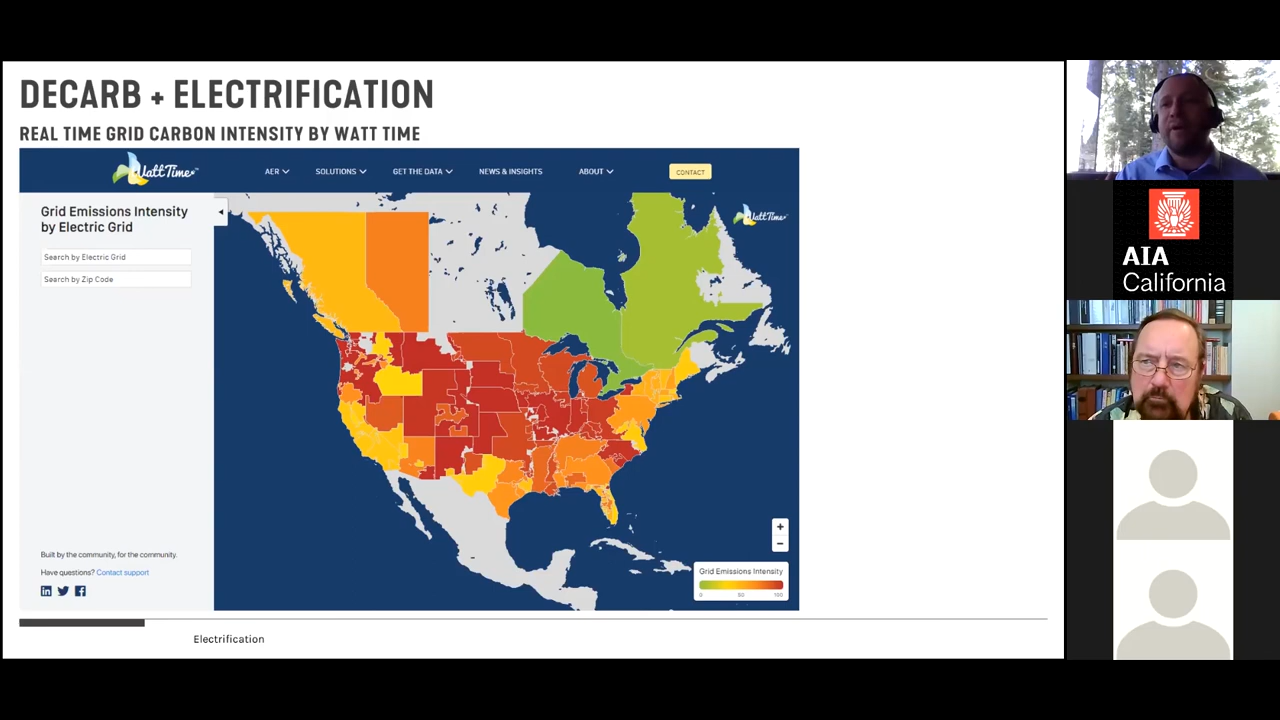 DECARB + ELECTRIFICATION
REAL TIME GRID CARBON INTENSITY BY WATT TIME
WattTime™
AER
SOLUTIONS
GET THE DATA
NEWS & INSIGHTS
ABOUT
CONTACT
Grid Emissions Intensity
by Electric Grid
Search by Electric Grid
Search by Zip Code
WattTime
Built by the community, for the community.
Have questions? Contact support
+
−
Grid Emissions Intensity
0 50 100
Electrification
AIA
California